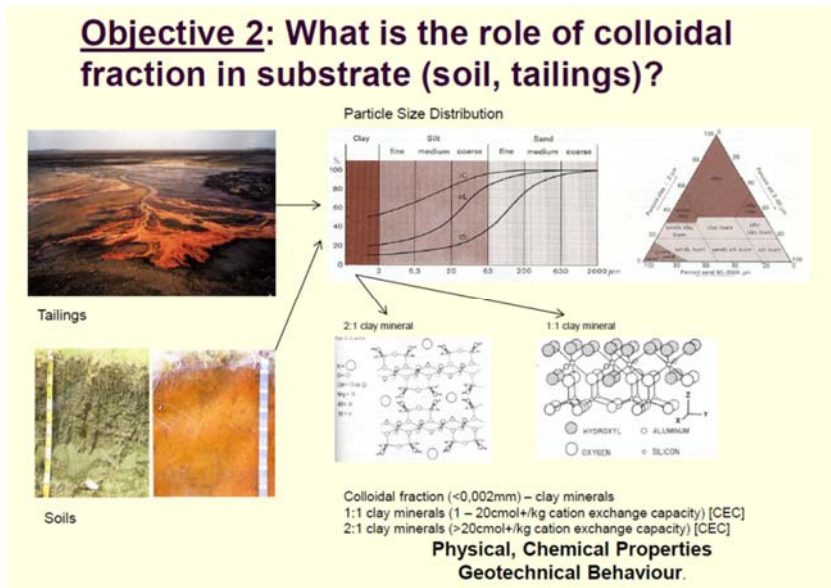 Objective 2: What is the role of colloidal
fraction in substrate (soil, tailings)?
Particle Size Distribution
Clay Silt Sand
fine medium coarse fine medium coarse
%
100
80
60
40
20
0
2 6,3 20 63 200 630 2000 μm
Tailings
2:1 clay mineral
1:1 clay mineral
HYDROXYL ALUMINUM
OXYGEN SILICON
Z
X Y
Soils
Colloidal fraction (<0,002mm) – clay minerals
1:1 clay minerals (1 – 20cmol+/kg cation exchange capacity) [CEC]
2:1 clay minerals (>20cmol+/kg cation exchange capacity) [CEC]
Physical, Chemical Properties
Geotechnical Behaviour.